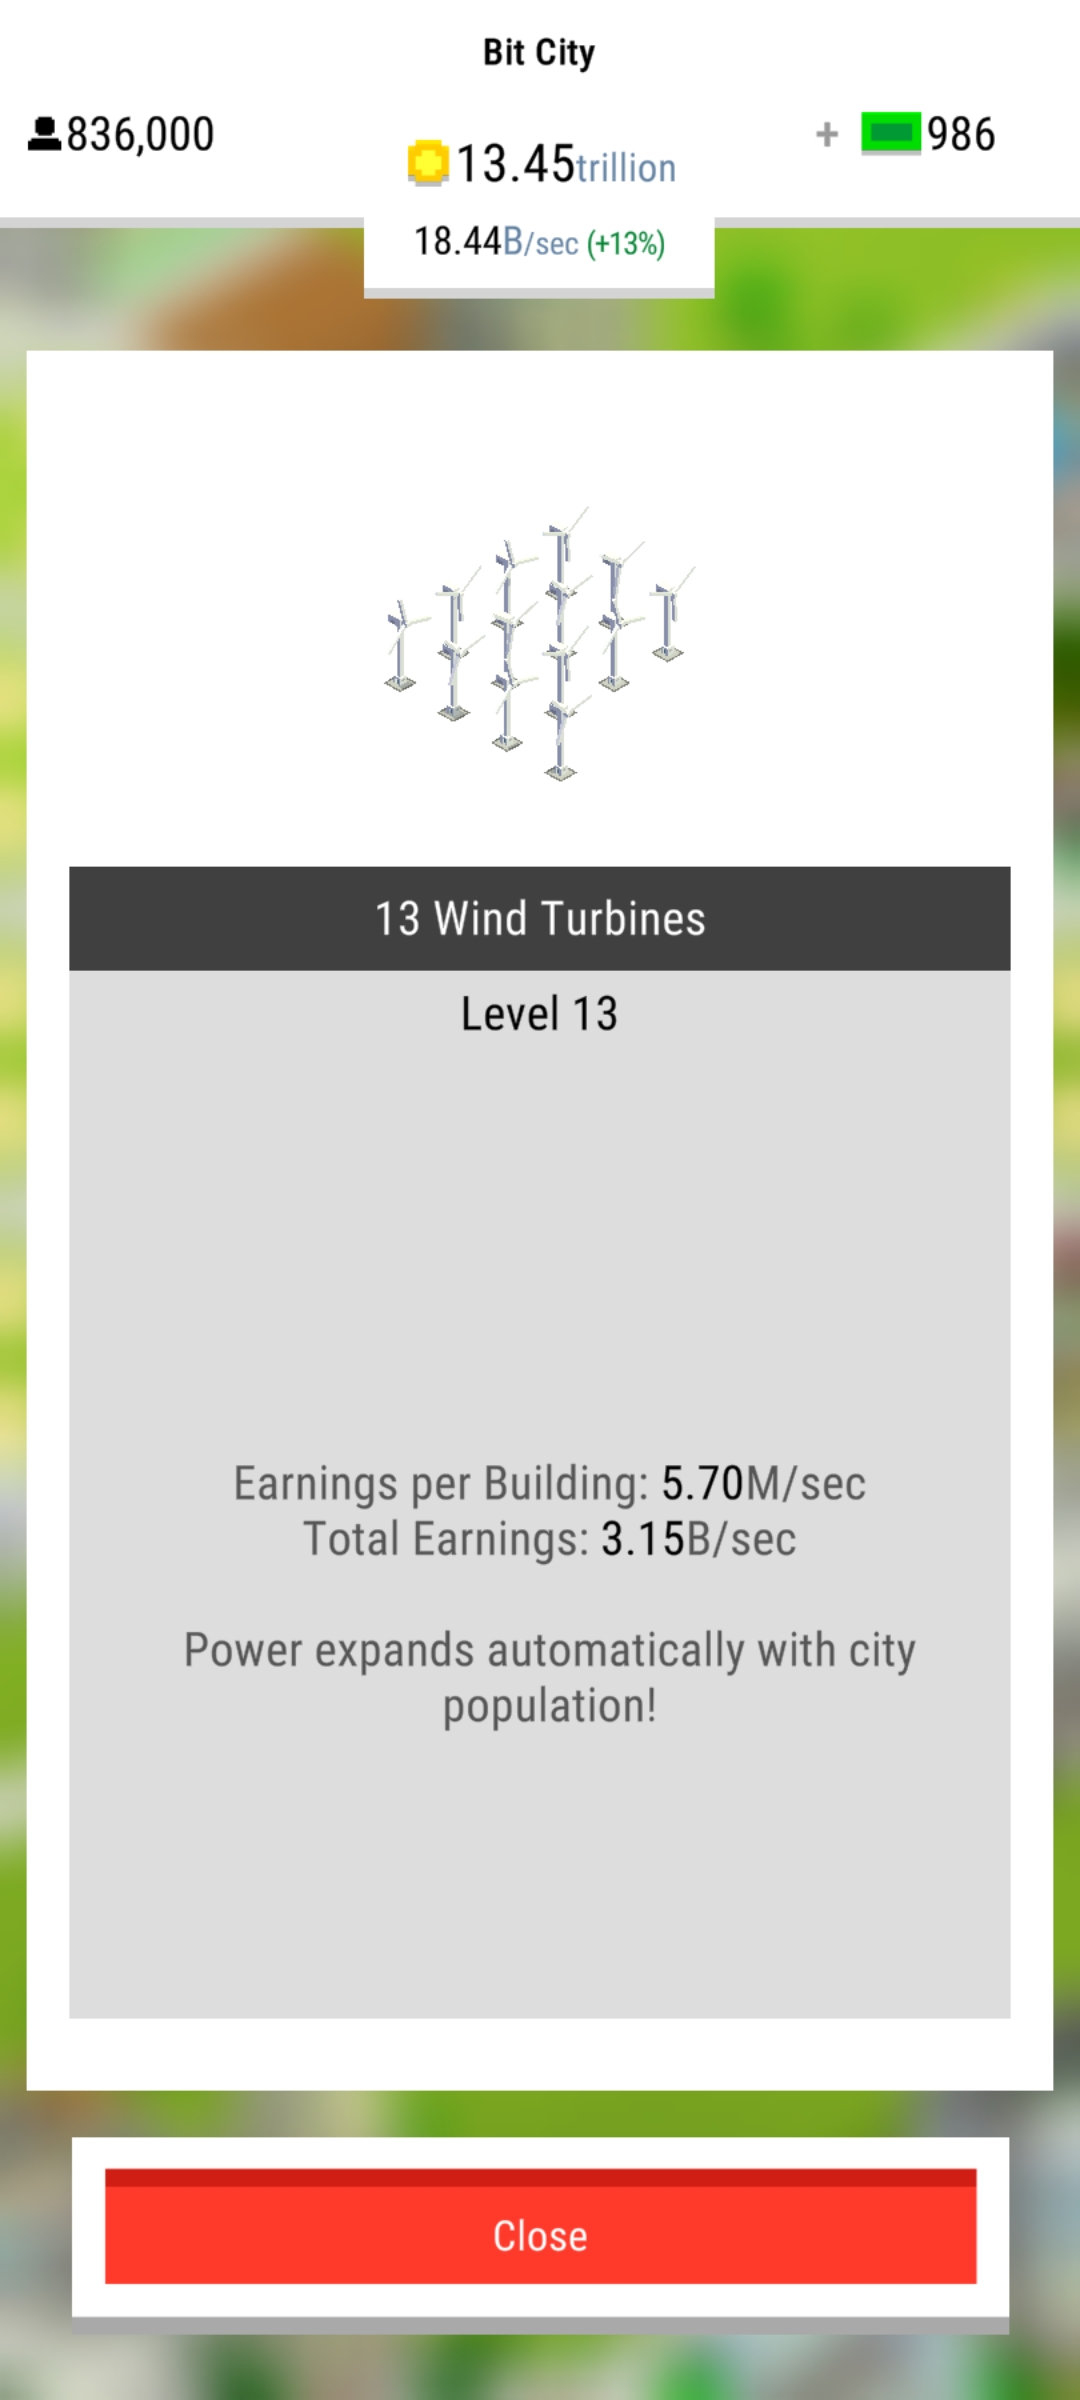 Bit City
836,000
13.45trillion
+ 986
18.44B/sec (+13%)
13 Wind Turbines
Level 13
Earnings per Building: 5.70M/sec
Total Earnings: 3.15B/sec
Power expands automatically with city
population!
Close